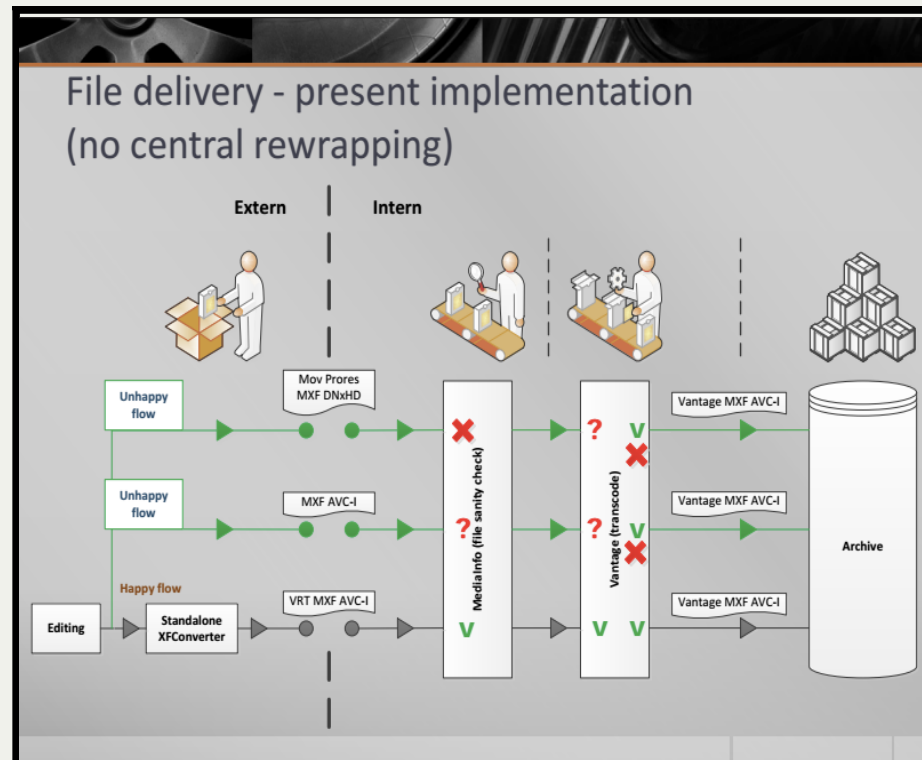 File delivery - present implementation
(no central rewrapping)
Extern
Intern
Mov Prores
MXF DNxHD
Unhappy
flow
Vantage MXF AVC-I
? v
Unhappy
flow
MXF AVC-I
Vantage MXF AVC-I
? ? v
Happy flow
VRT MXF AVC-I
Vantage MXF AVC-I
Editing
Standalone
XFConverter
v v v
MediaInfo (file sanity check)
Vantage (transcode)
Archive